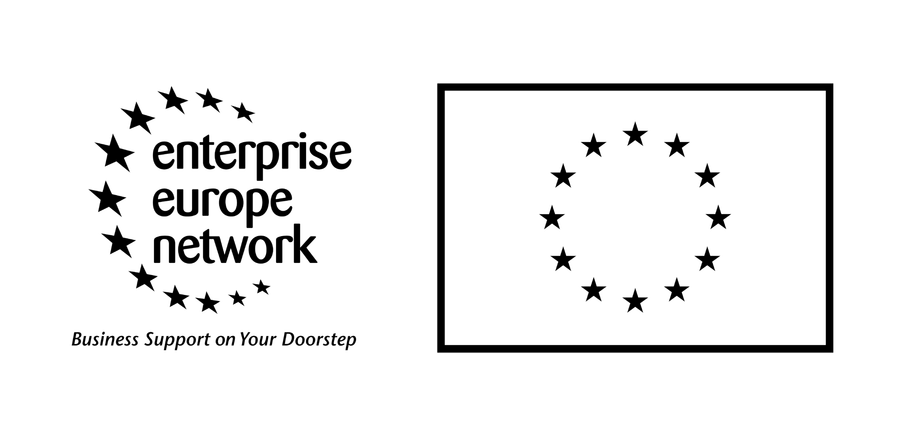 enterprise
europe
network
Business Support on Your Doorstep